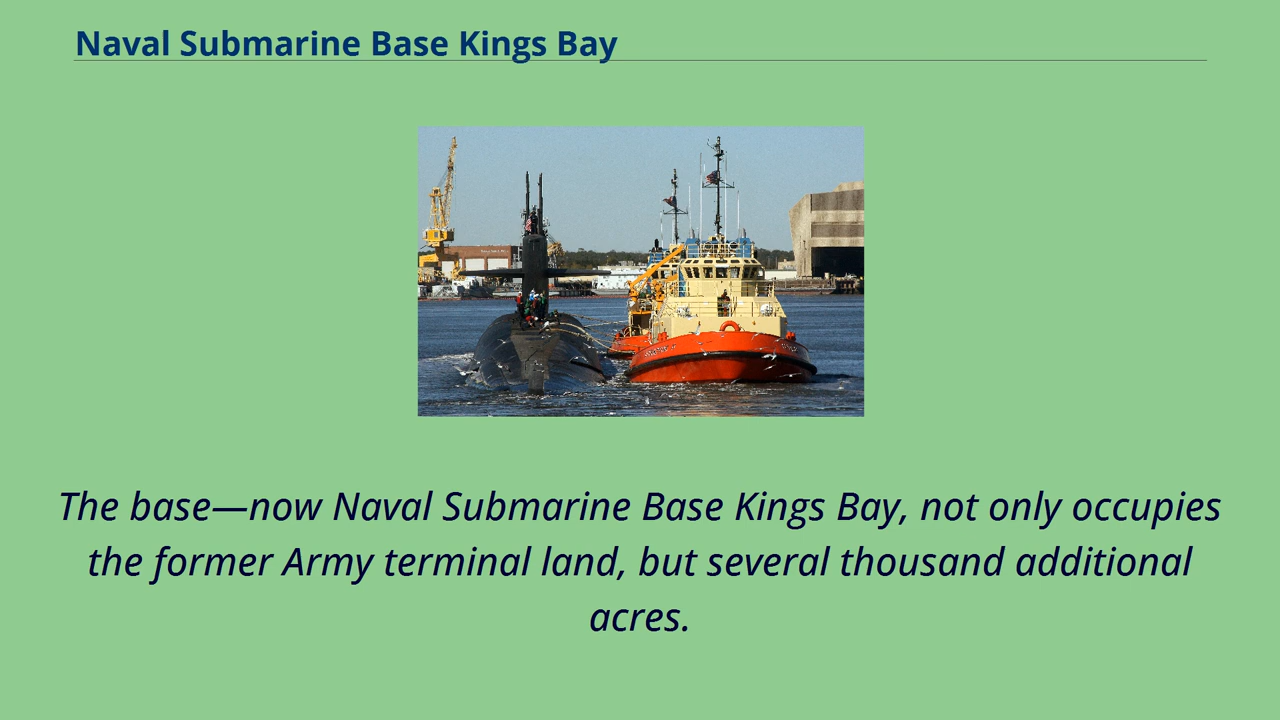 Naval Submarine Base Kings Bay
The base—now Naval Submarine Base Kings Bay, not only occupies
the former Army terminal land, but several thousand additional
acres.